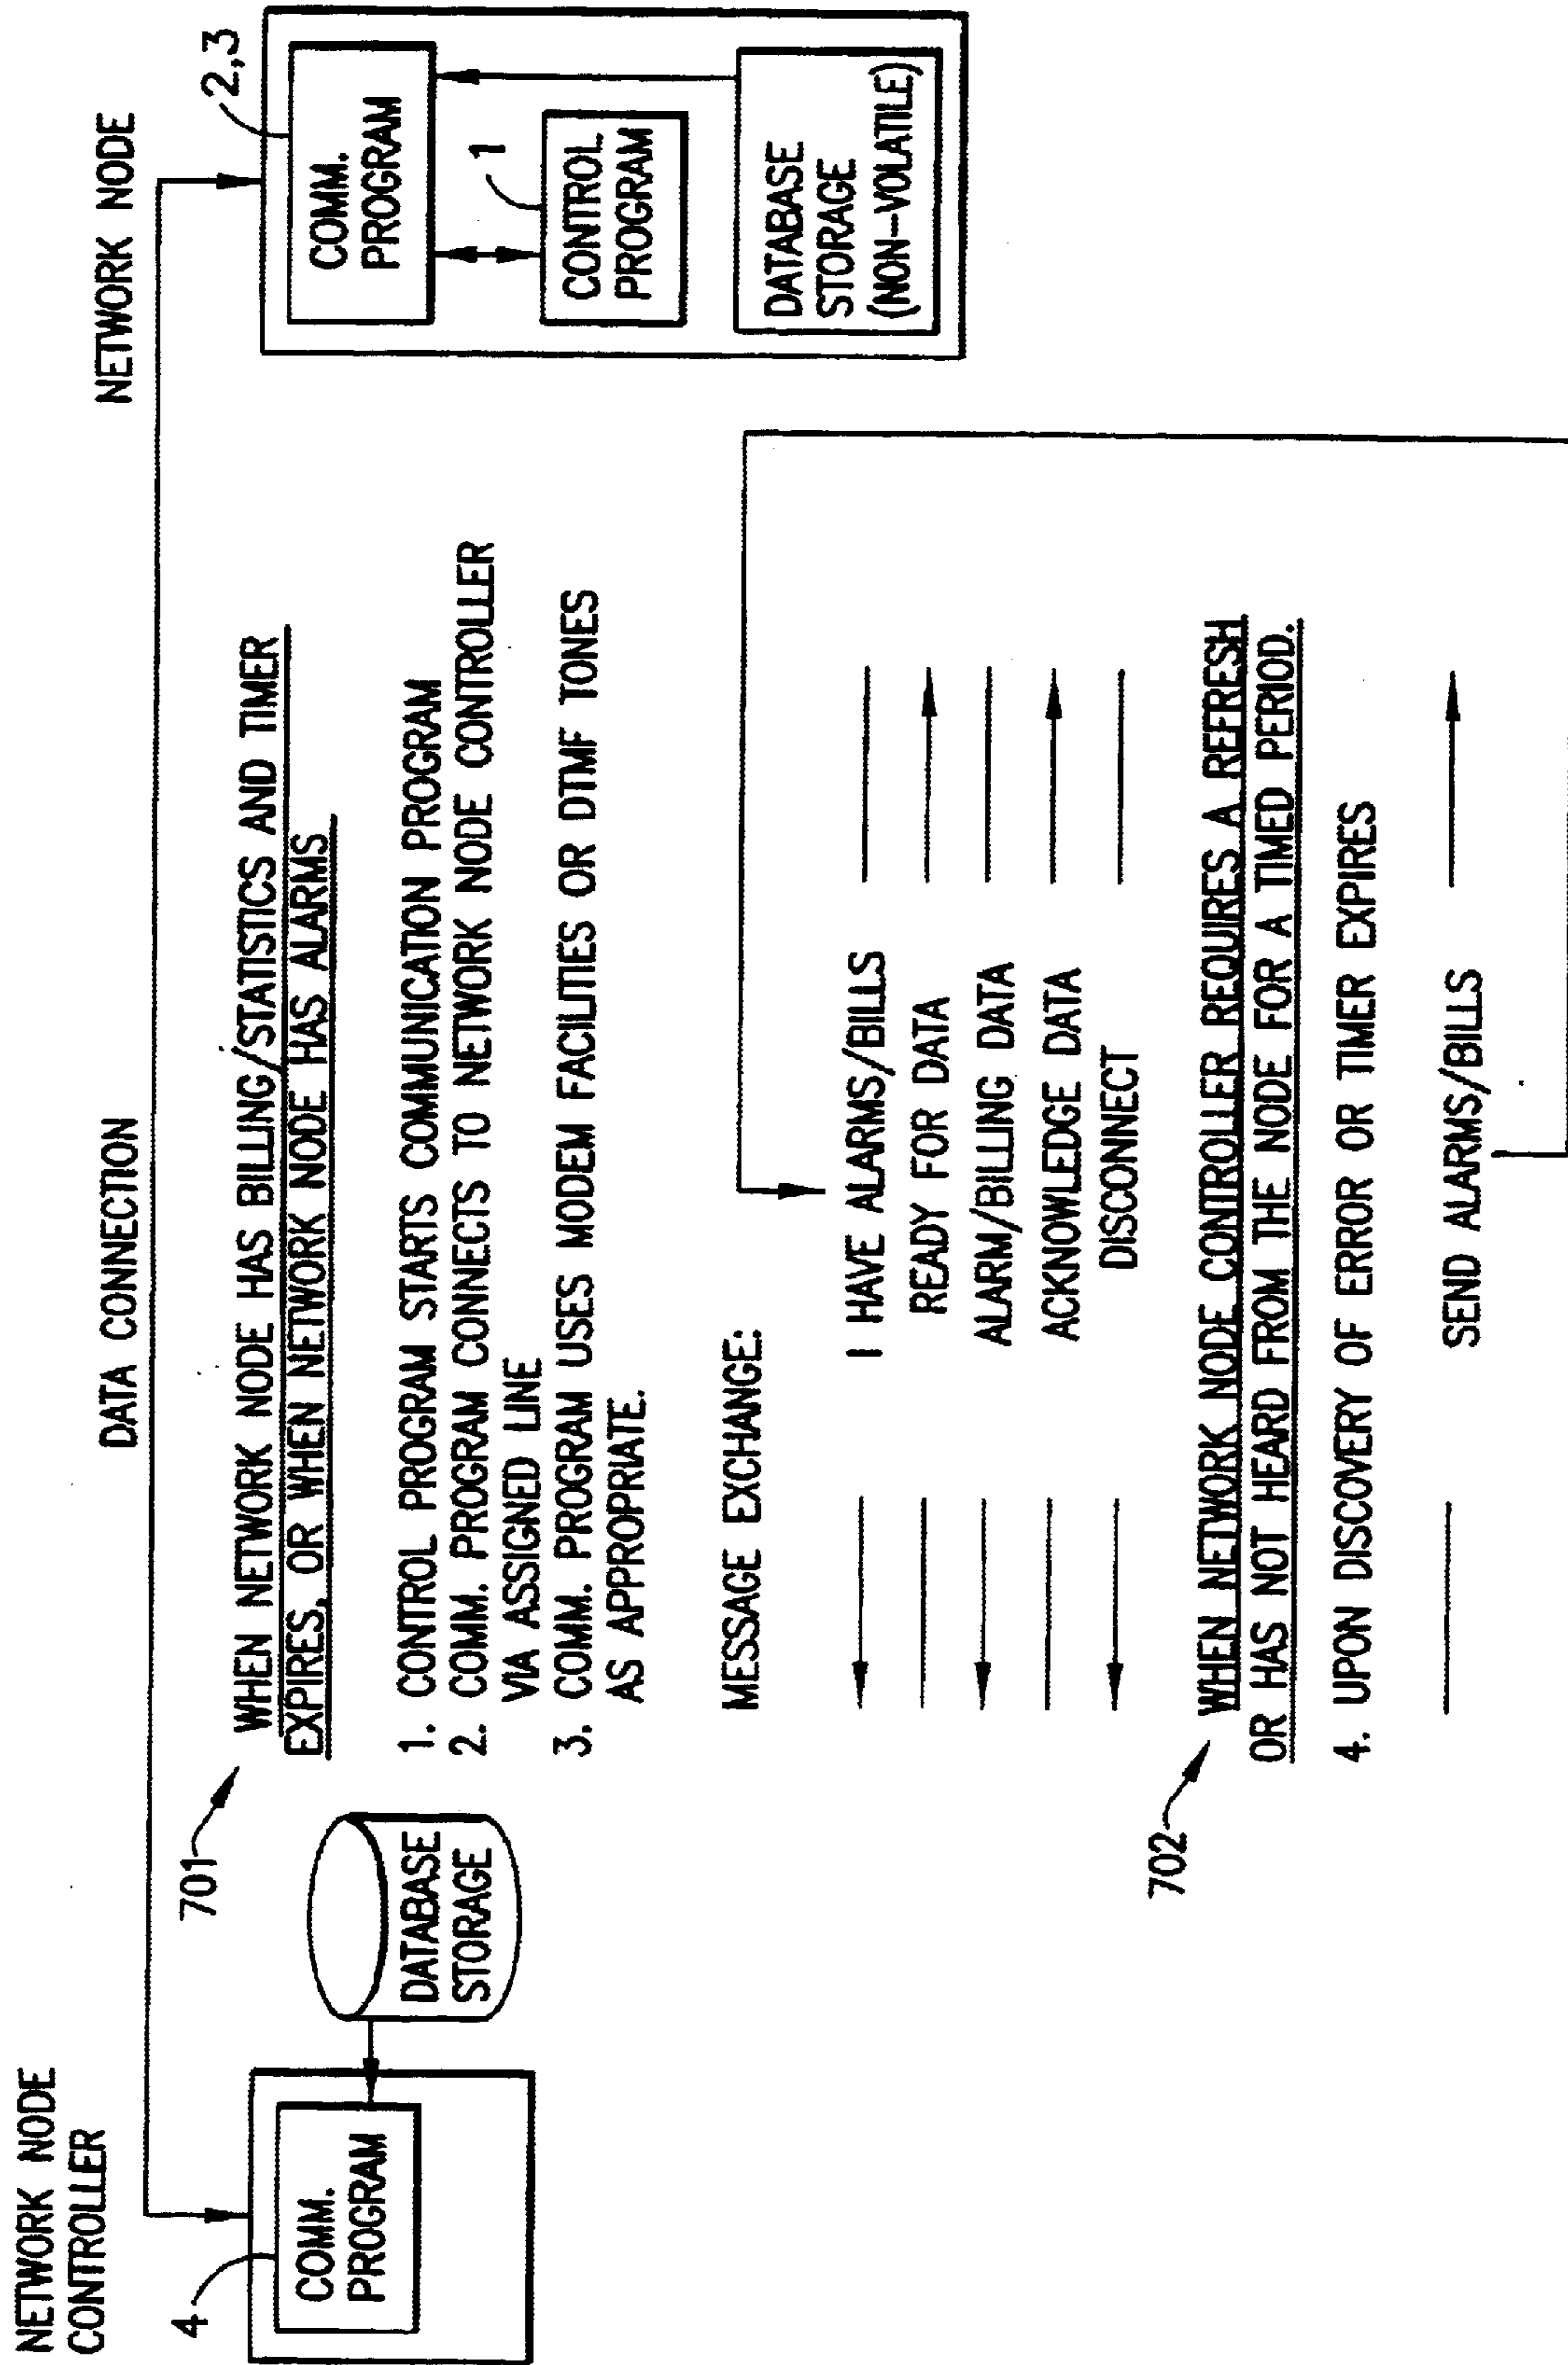 NETWORK NODE
CONTROLLER
DATA CONNECTION
NETWORK NODE
4
COMM.
PROGRAM
DATABASE
STORAGE
701
WHEN NETWORK NODE HAS BILLING/STATISTICS AND TIMER
EXPIRES, OR WHEN NETWORK NODE HAS ALARMS
1. CONTROL PROGRAM STARTS COMMUNICATION PROGRAM
2. COMM. PROGRAM CONNECTS TO NETWORK NODE CONTROLLER
VIA ASSIGNED LINE
3. COMM. PROGRAM USES MODEM FACILITIES OR DTMF TONES
AS APPROPRIATE.
2,3
COMM.
PROGRAM
1
CONTROL
PROGRAM
DATABASE
STORAGE
(NON-VOLATILE)
MESSAGE EXCHANGE:
I HAVE ALARMS/BILLS
READY FOR DATA
ALARM/BILLING DATA
ACKNOWLEDGE DATA
DISCONNECT
702
WHEN NETWORK NODE CONTROLLER REQUIRES A REFRESH
OR HAS NOT HEARD FROM THE NODE FOR A TIMED PERIOD.
4. UPON DISCOVERY OF ERROR OR TIMER EXPIRES
SEND ALARMS/BILLS